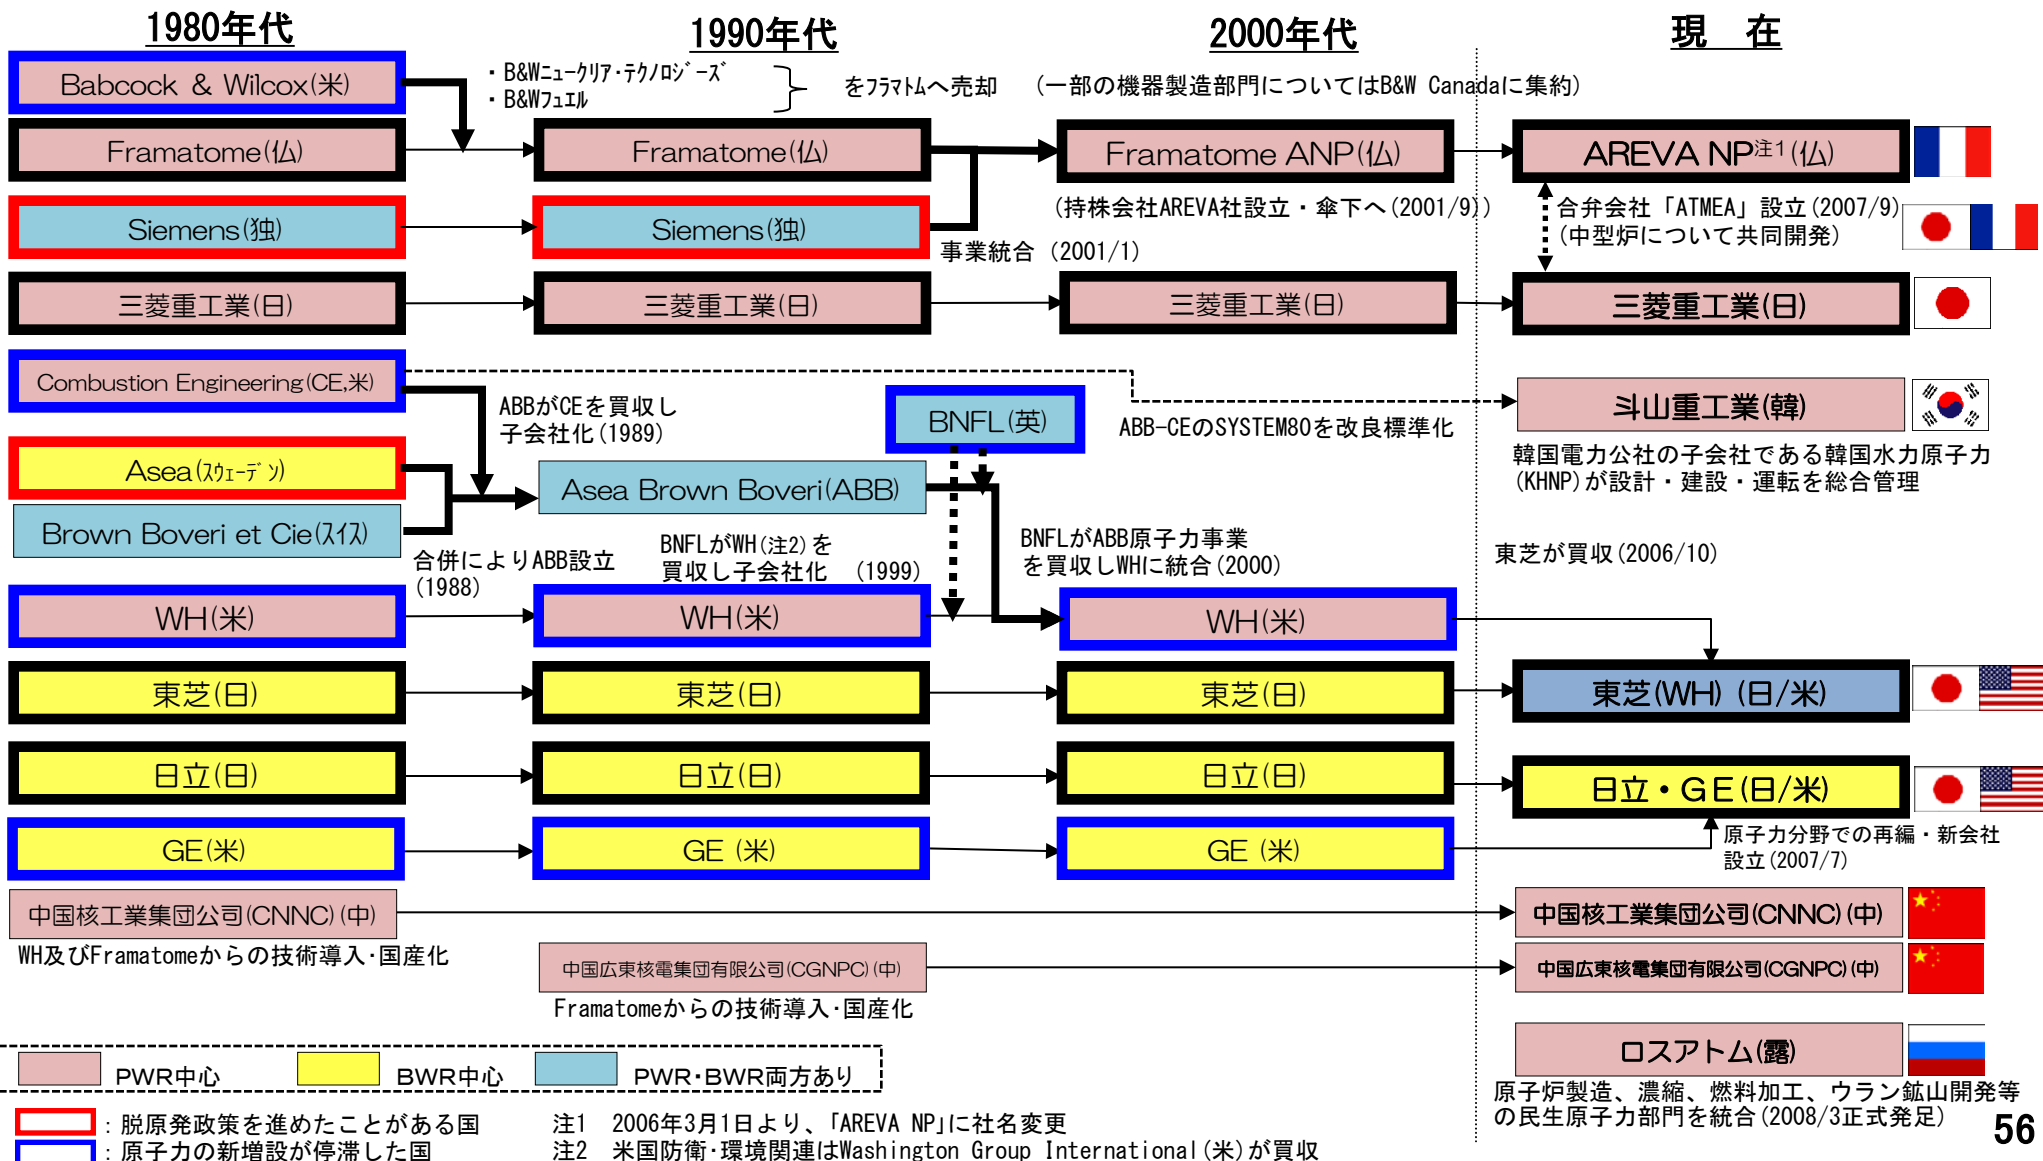 1980年代
1990年代
2000年代
現　在
Babcock & Wilcox(米)
・B&Wニュークリア・テクノロジーズ
・B&Wフュエル
をフラマトムへ売却
(一部の機器製造部門についてはB&W Canadaに集約)
Framatome(仏)
Framatome(仏)
Framatome ANP(仏)
AREVA NP注1(仏)
(持株会社AREVA社設立・傘下へ(2001/9))
合弁会社「ATMEA」設立(2007/9)
(中型炉について共同開発)
Siemens(独)
Siemens(独)
事業統合 (2001/1)
三菱重工業(日)
三菱重工業(日)
三菱重工業(日)
三菱重工業(日)
Combustion Engineering(CE,米)
ABBがCEを買収し
子会社化(1989)
BNFL(英)
ABB-CEのSYSTEM80を改良標準化
斗山重工業(韓)
韓国電力公社の子会社である韓国水力原子力
(KHNP)が設計・建設・運転を総合管理
Asea(スウェーデン)
Asea Brown Boveri(ABB)
Brown Boveri et Cie(スイス)
合併によりABB設立
(1988)
BNFLがWH(注2)を
買収し子会社化 (1999)
BNFLがABB原子力事業
を買収しWHに統合(2000)
東芝が買収(2006/10)
WH(米)
WH(米)
WH(米)
東芝(日)
東芝(日)
東芝(日)
東芝(WH) (日/米)
日立(日)
日立(日)
日立(日)
日立・GE(日/米)
GE(米)
GE (米)
GE (米)
原子力分野での再編・新会社
設立(2007/7)
中国核工業集団公司(CNNC)(中)
中国核工業集団公司(CNNC)(中)
WH及びFramatomeからの技術導入・国産化
中国広東核電集団有限公司(CGNPC)(中)
中国広東核電集団有限公司(CGNPC)(中)
Framatomeからの技術導入・国産化
ロスアトム(露)
原子炉製造、濃縮、燃料加工、ウラン鉱山開発等
の民生原子力部門を統合(2008/3正式発足)
PWR中心
BWR中心
PWR・BWR両方あり
：脱原発政策を進めたことがある国
：原子力の新増設が停滞した国
注1　2006年3月1日より、「AREVA NP」に社名変更
注2　米国防衛・環境関連はWashington Group International(米)が買収
56